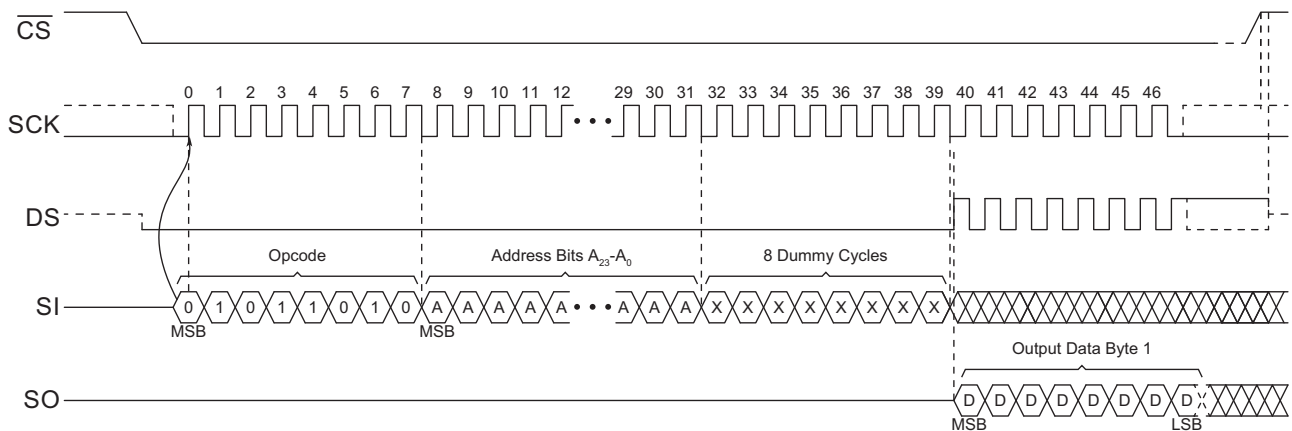 CS
0 1 2 3 4 5 6 7 8 9 10 11 12 29 30 31 32 33 34 35 36 37 38 39 40 41 42 43 44 45 46
SCK
DS
Opcode Address Bits A23-A0 8 Dummy Cycles
SI 0 1 0 1 1 0 1 0 A A A A A A A A X X X X X X X X
MSB MSB
Output Data Byte 1
SO D D D D D D D D
MSB LSB